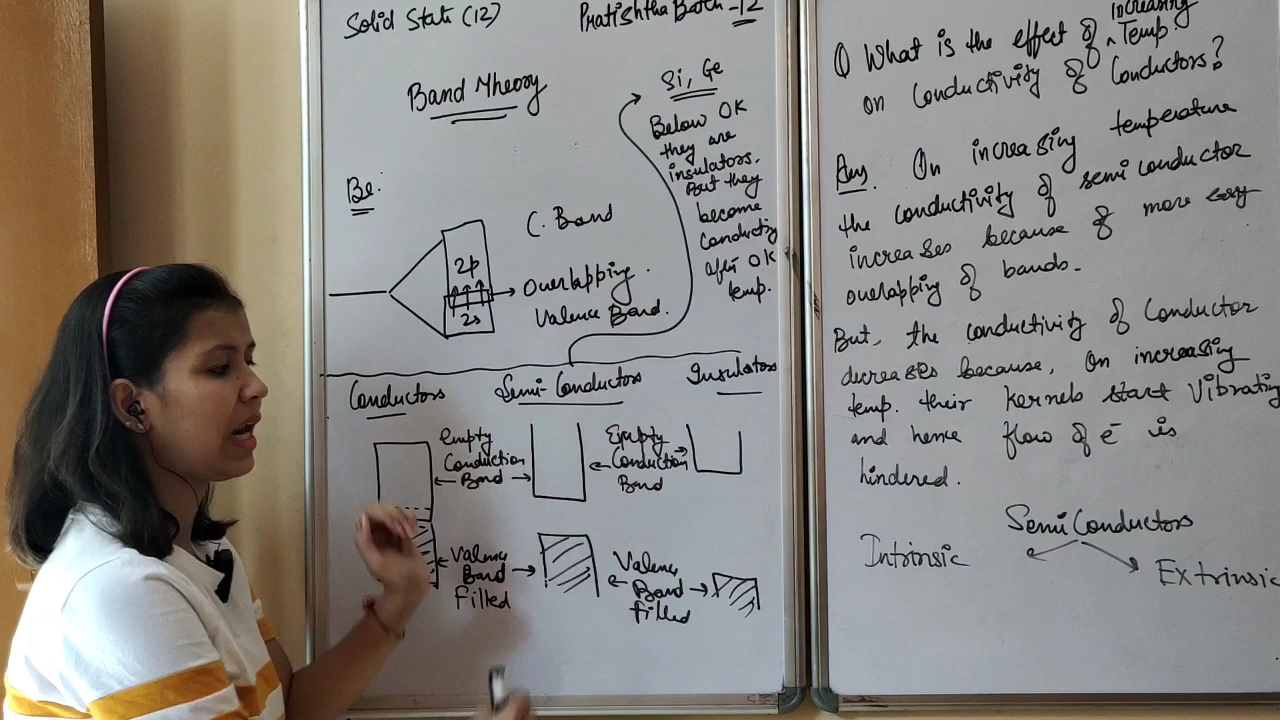 Solid State (12)
Pratishtha Batch -12
Band Theory
Si, Ge
Below OK
they are
insulators.
But they
become
Conducting
after OK
temp.
Be:
C. Band
2p
Overlapping.
2s
Valence Band.
Conductors
Semi-Conductors
Insulators
Empty
Conduction
Band
Empty
Conduction
Band
Valence
Band
filled
Valence
Band
filled
Q What is the effect of increasing Temp.
on Conductivity of Conductors?
Ans. On increasing temperature
the conductivity of semi conductor
increases because of more easy
overlapping of bands.
But, the conductivity of Conductor
decreases because, On increasing
temp. their kernels start Vibrating
and hence flow of e⁻ is
hindered.
SemiConductors
Intrinsic
Extrinsic